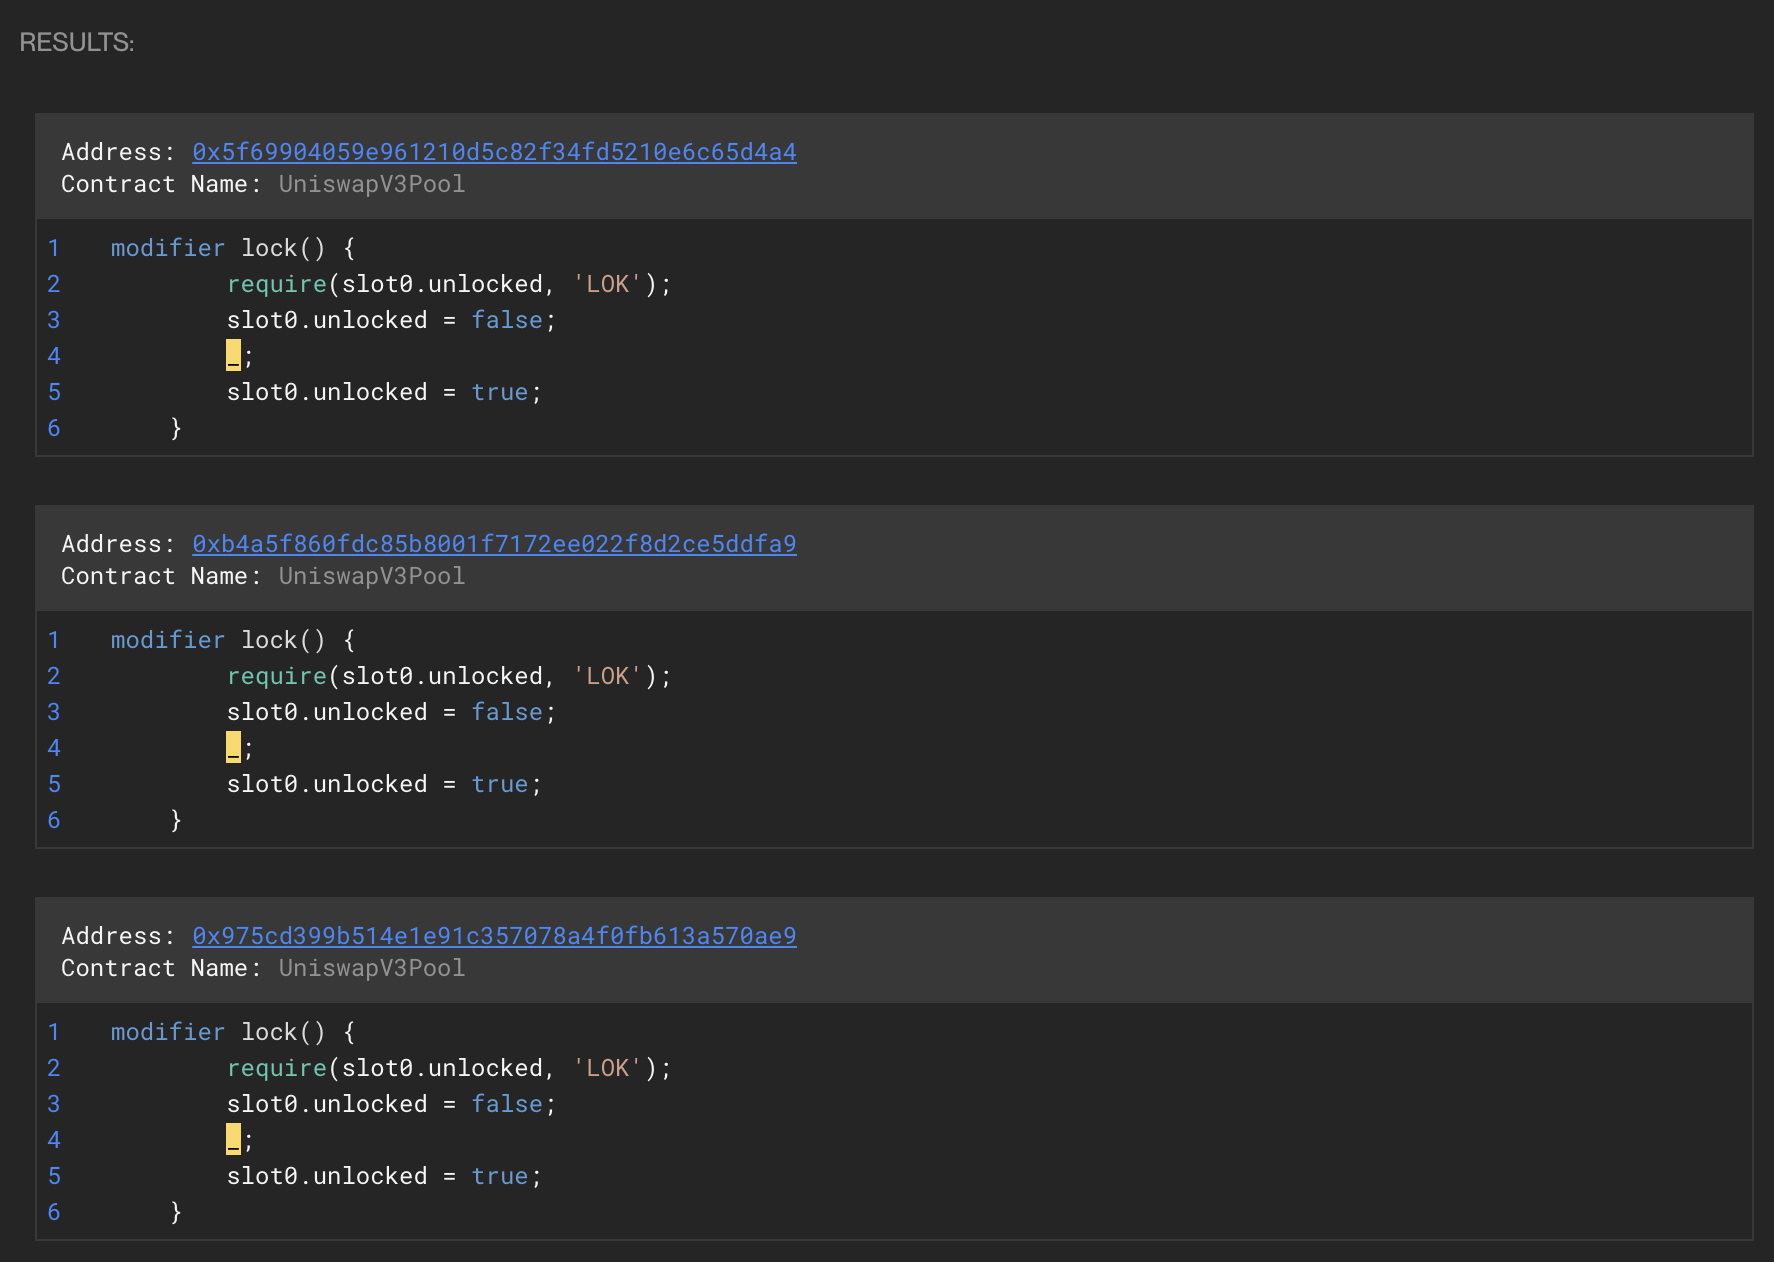 RESULTS:
Address: 0x5f69904059e961210d5c82f34fd5210e6c65d4a4
Contract Name: UniswapV3Pool
1 modifier lock() {
2 require(slot0.unlocked, 'LOK');
3 slot0.unlocked = false;
4 _;
5 slot0.unlocked = true;
6 }
Address: 0xb4a5f860fdc85b8001f7172ee022f8d2ce5ddfa9
Contract Name: UniswapV3Pool
1 modifier lock() {
2 require(slot0.unlocked, 'LOK');
3 slot0.unlocked = false;
4 _;
5 slot0.unlocked = true;
6 }
Address: 0x975cd399b514e1e91c357078a4f0fb613a570ae9
Contract Name: UniswapV3Pool
1 modifier lock() {
2 require(slot0.unlocked, 'LOK');
3 slot0.unlocked = false;
4 _;
5 slot0.unlocked = true;
6 }